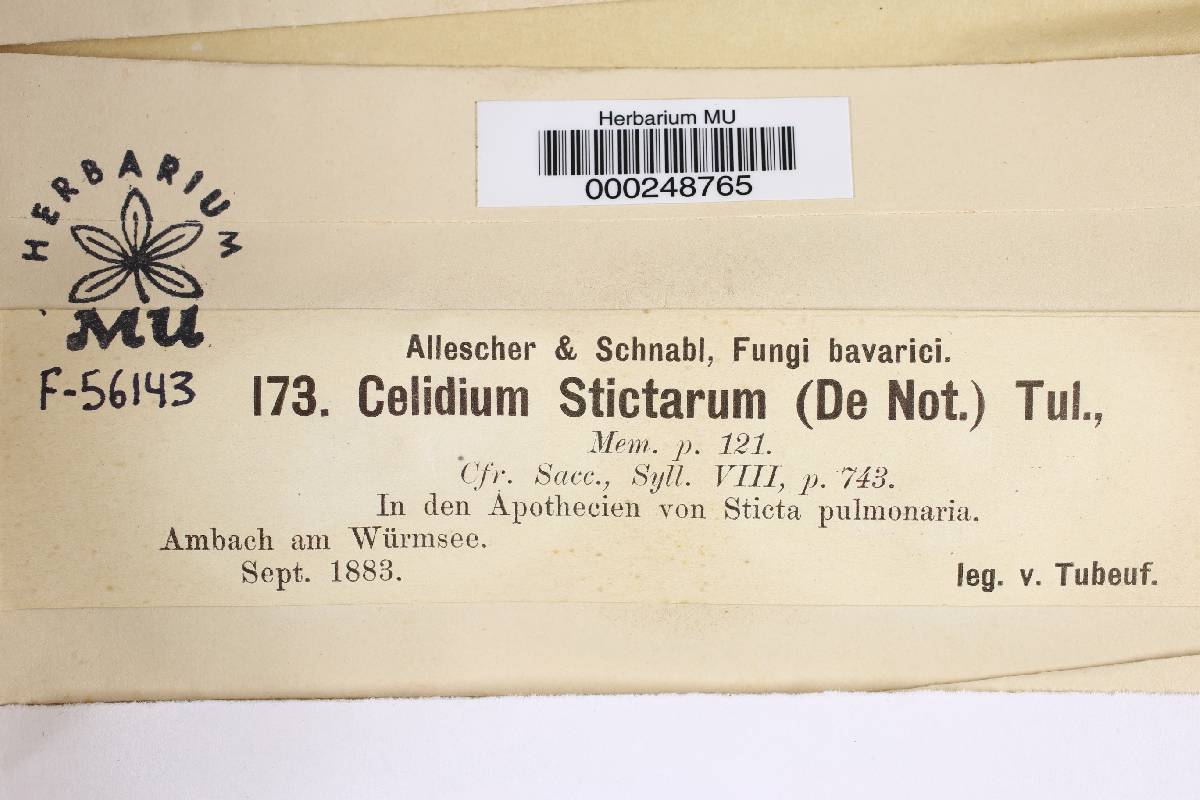 Herbarium MU
000248765
HERBARIUM
MU
F-56143
Allescher & Schnabl, Fungi bavarici.
173. Celidium Stictarum (De Not.) Tul.,
Mem. p. 121.
Cfr. Sacc., Syll. VIII, p. 743.
In den Apothecien von Sticta pulmonaria.
Ambach am Würmsee.
Sept. 1883.
leg. v. Tubeuf.